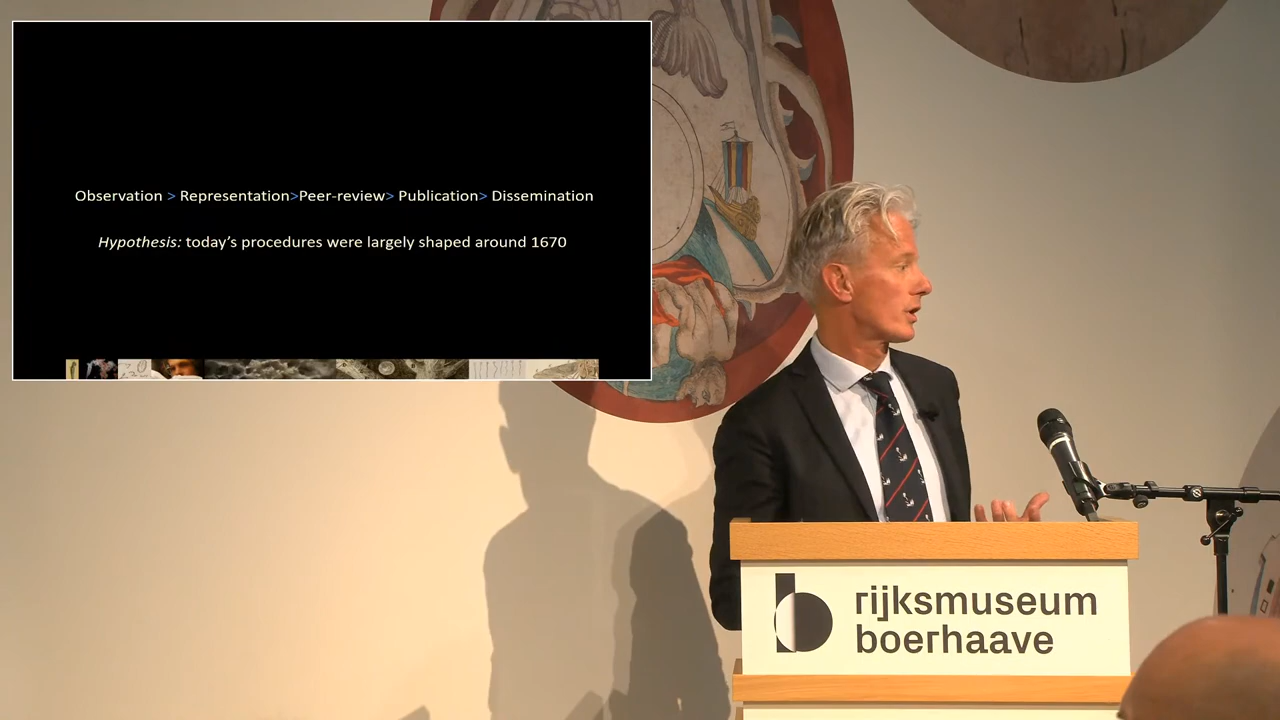 Observation > Representation>Peer-review> Publication> Dissemination
Hypothesis: today’s procedures were largely shaped around 1670
rijksmuseum
boerhaave